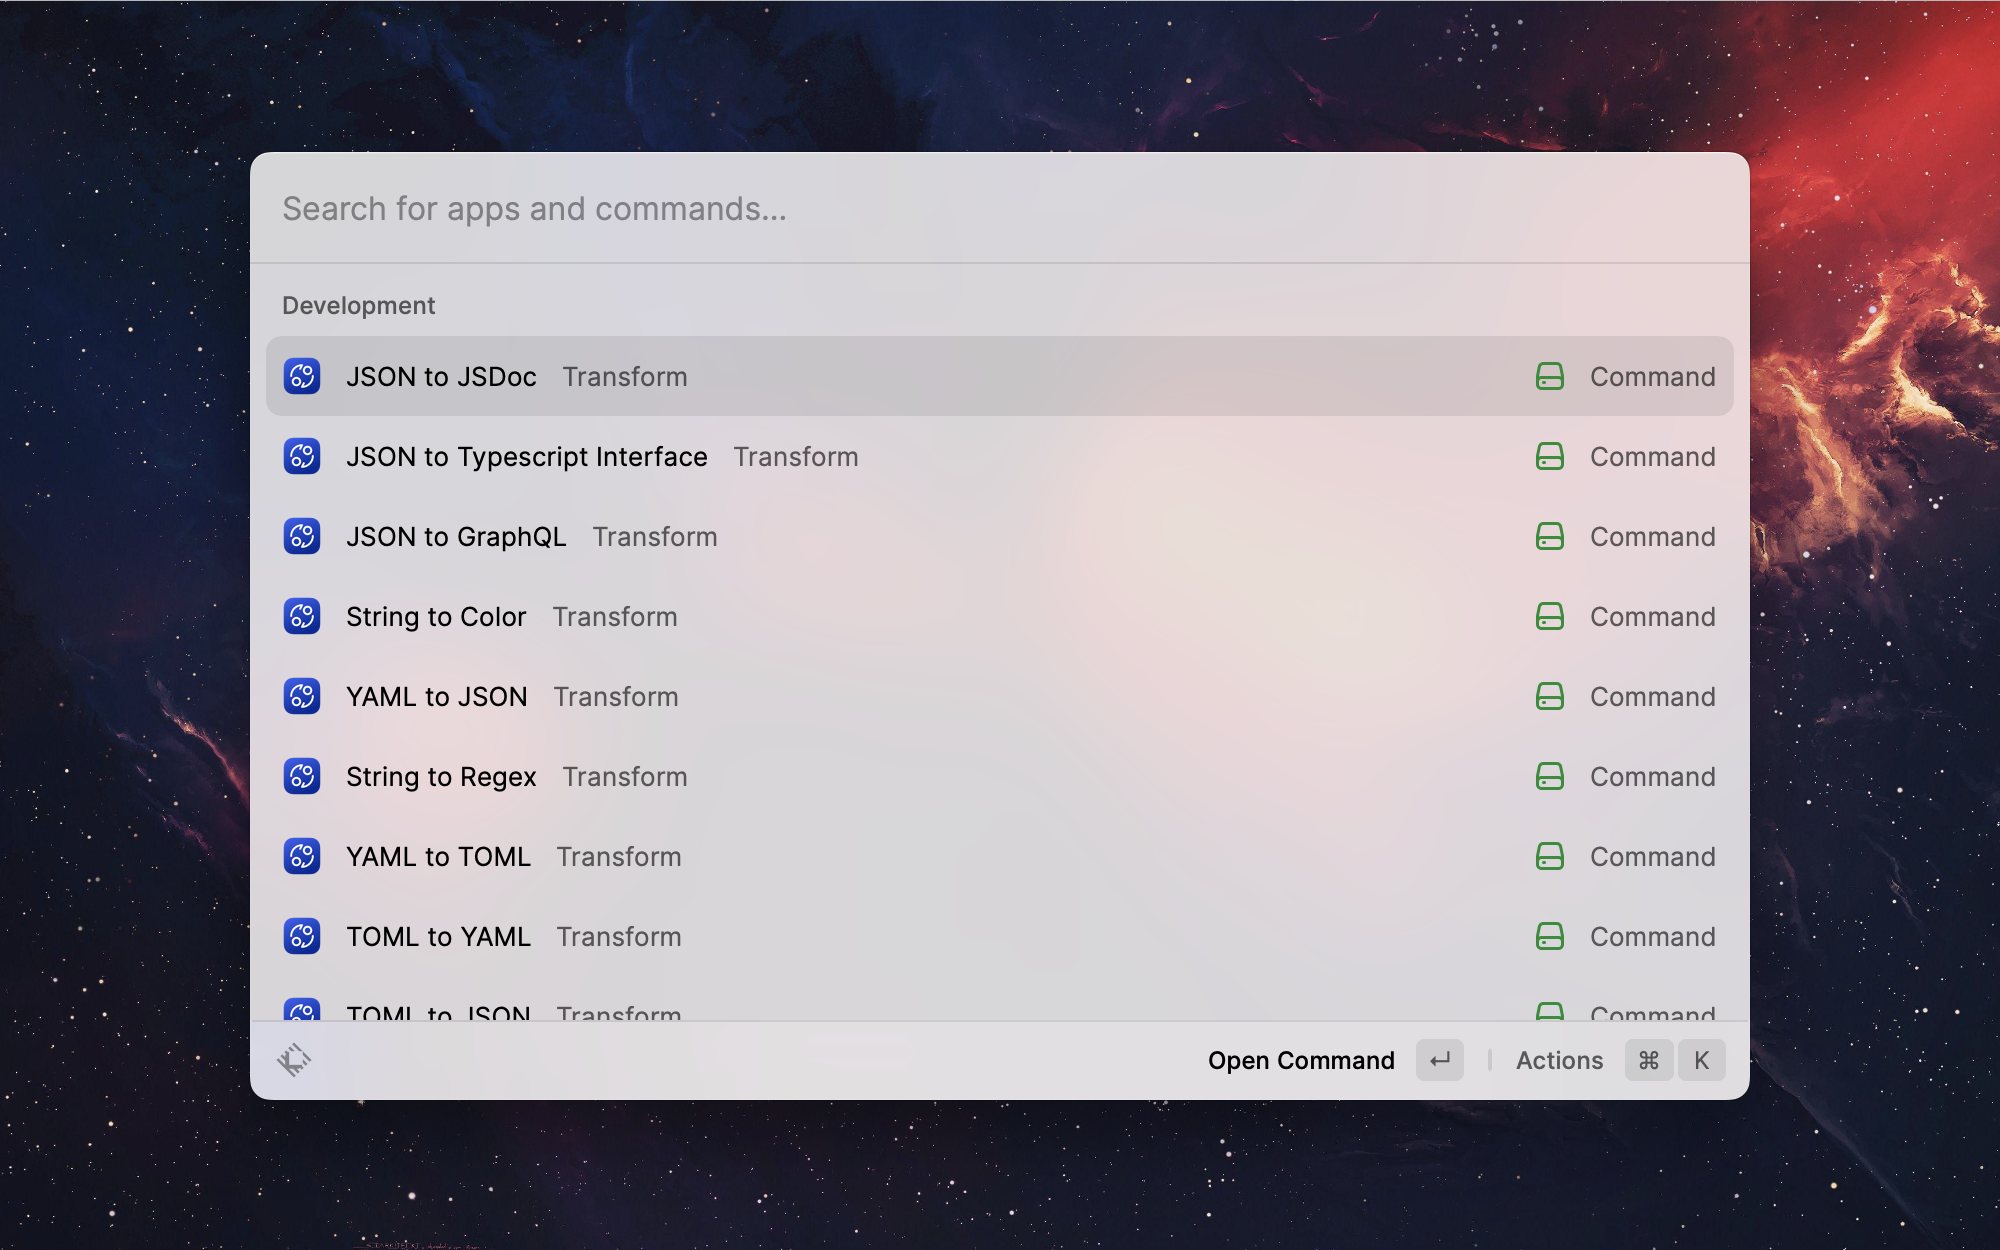 Search for apps and commands...
Development
JSON to JSDoc Transform Command
JSON to Typescript Interface Transform Command
JSON to GraphQL Transform Command
String to Color Transform Command
YAML to JSON Transform Command
String to Regex Transform Command
YAML to TOML Transform Command
TOML to YAML Transform Command
TOML to JSON Transform Command
Open Command ↵ | Actions ⌘ K